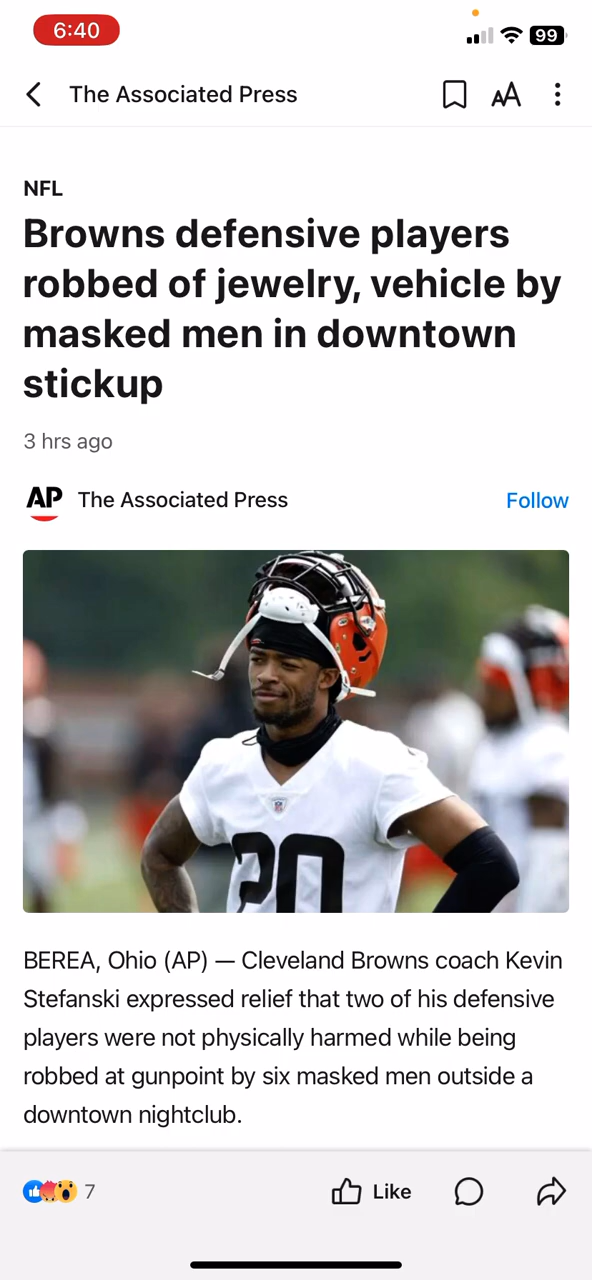 6:40
99
The Associated Press
AA
NFL
Browns defensive players
robbed of jewelry, vehicle by
masked men in downtown
stickup
3 hrs ago
AP The Associated Press
Follow
20
BEREA, Ohio (AP) — Cleveland Browns coach Kevin
Stefanski expressed relief that two of his defensive
players were not physically harmed while being
robbed at gunpoint by six masked men outside a
downtown nightclub.
7
Like